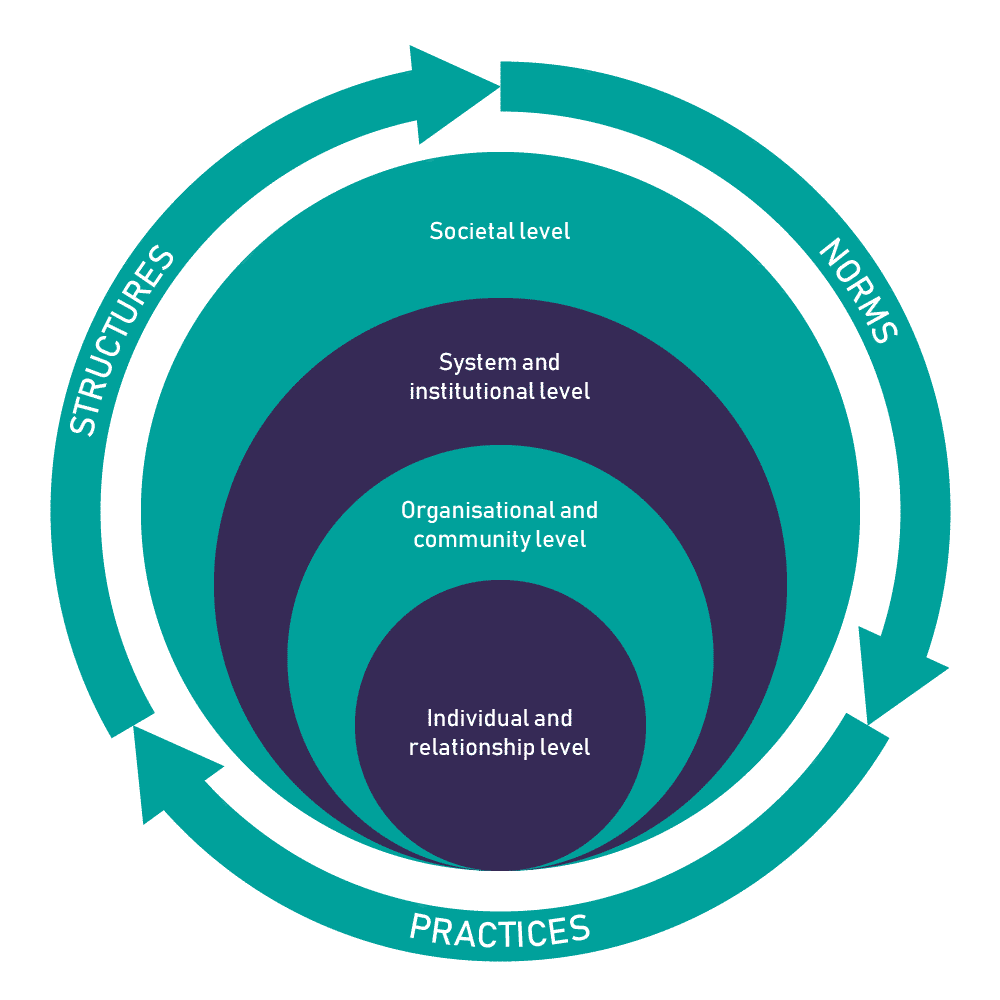 STRUCTURES
NORMS
Societal level
System and
institutional level
Organisational and
community level
Individual and
relationship level
PRACTICES